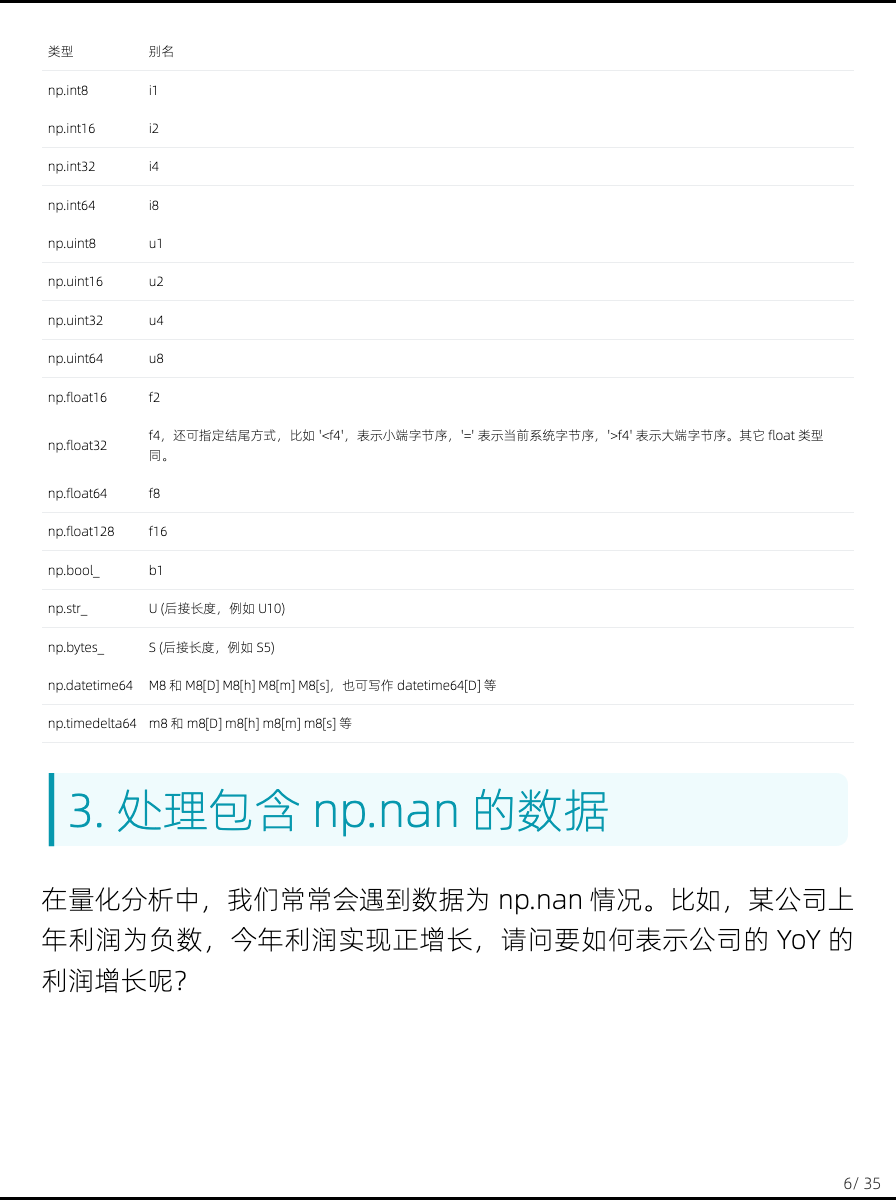 类型 别名
np.int8 i1
np.int16 i2
np.int32 i4
np.int64 i8
np.uint8 u1
np.uint16 u2
np.uint32 u4
np.uint64 u8
np.float16 f2
np.float32 f4，还可指定结尾方式，比如 '<f4'，表示小端字节序，'=' 表示当前系统字节序，'>f4' 表示大端字节序。其它 float 类型
同。
np.float64 f8
np.float128 f16
np.bool_ b1
np.str_ U (后接长度，例如 U10)
np.bytes_ S (后接长度，例如 S5)
np.datetime64 M8 和 M8[D] M8[h] M8[m] M8[s]，也可写作 datetime64[D] 等
np.timedelta64 m8 和 m8[D] m8[h] m8[m] m8[s] 等
3. 处理包含 np.nan 的数据
在量化分析中，我们常常会遇到数据为 np.nan 情况。比如，某公司上
年利润为负数，今年利润实现正增长，请问要如何表示公司的 YoY 的
利润增长呢？
6/ 35